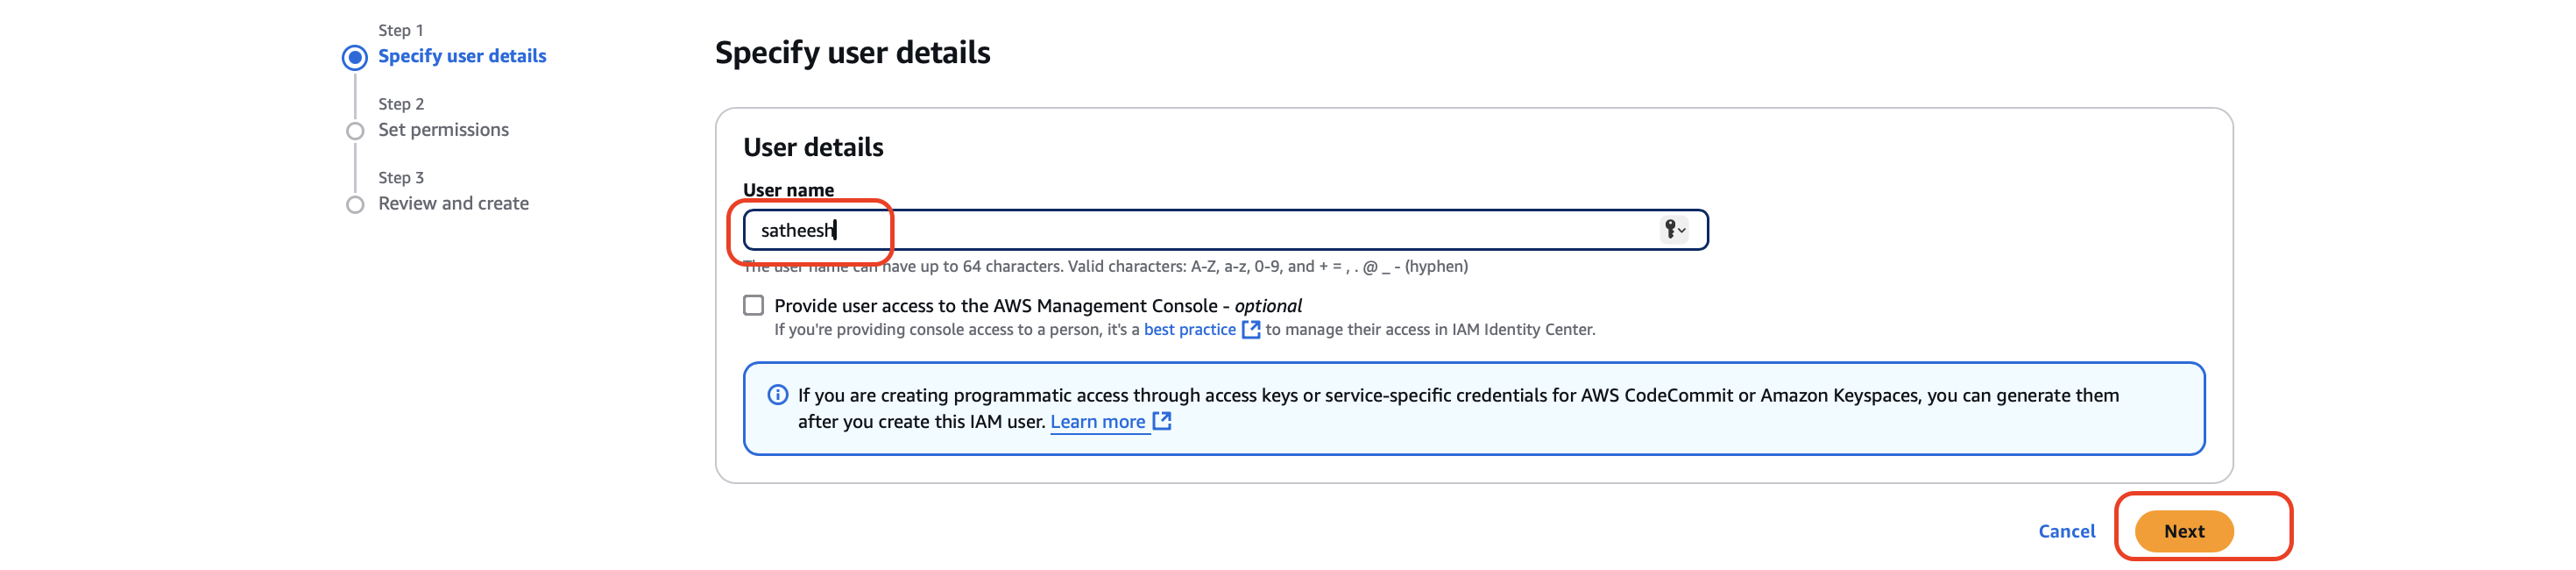 Step 1
Specify user details
Step 2
Set permissions
Step 3
Review and create
Specify user details
User details
User name
satheesh
The user name can have up to 64 characters. Valid characters: A-Z, a-z, 0-9, and + = , . @ _ - (hyphen)
Provide user access to the AWS Management Console - optional
If you're providing console access to a person, it's a best practice to manage their access in IAM Identity Center.
If you are creating programmatic access through access keys or service-specific credentials for AWS CodeCommit or Amazon Keyspaces, you can generate them
after you create this IAM user. Learn more
Cancel
Next